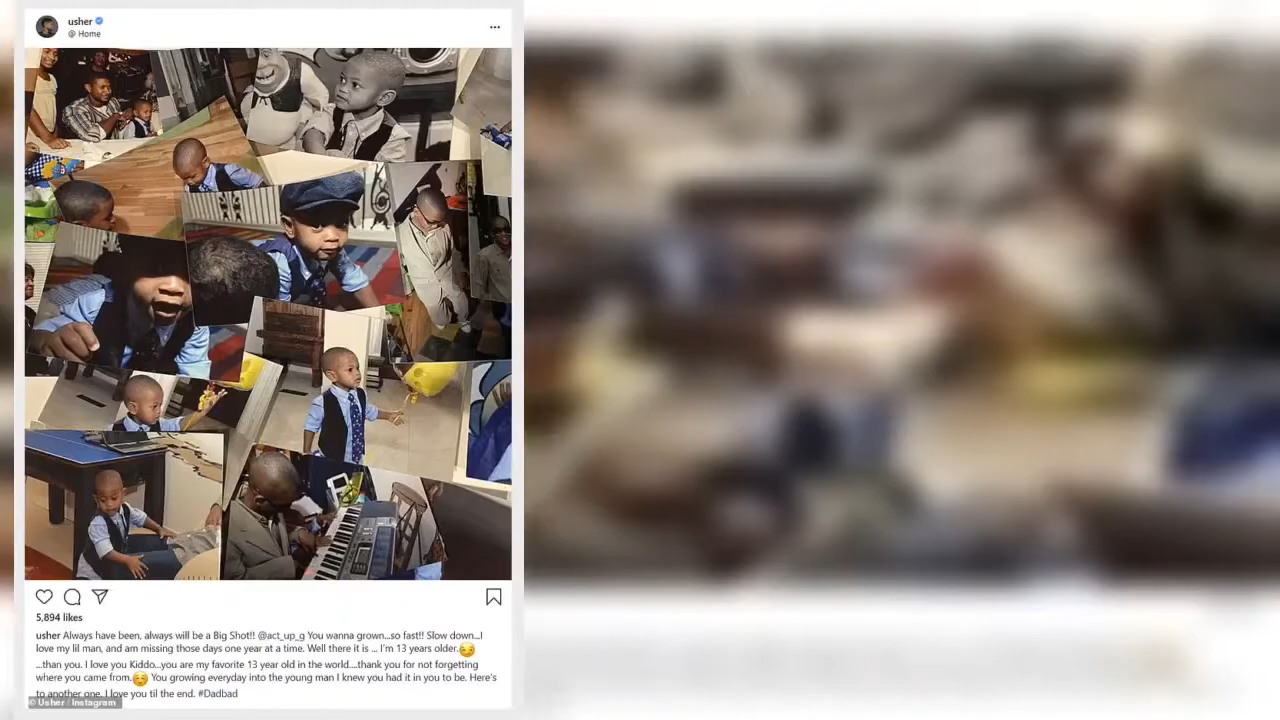 usher
@ Home
5,894 likes
usher Always have been, always will be a Big Shot!! @act_up_g You wanna grown...so fast!! Slow down...I
love my lil man, and am missing those days one year at a time. Well there it is ... I'm 13 years older.😏
...than you. I love you Kiddo...you are my favorite 13 year old in the world....thank you for not forgetting
where you came from.☺️ You growing everyday into the young man I knew you had it in you to be. Here's
to another one. I love you til the end. #Dadbad
© Usher / Instagram